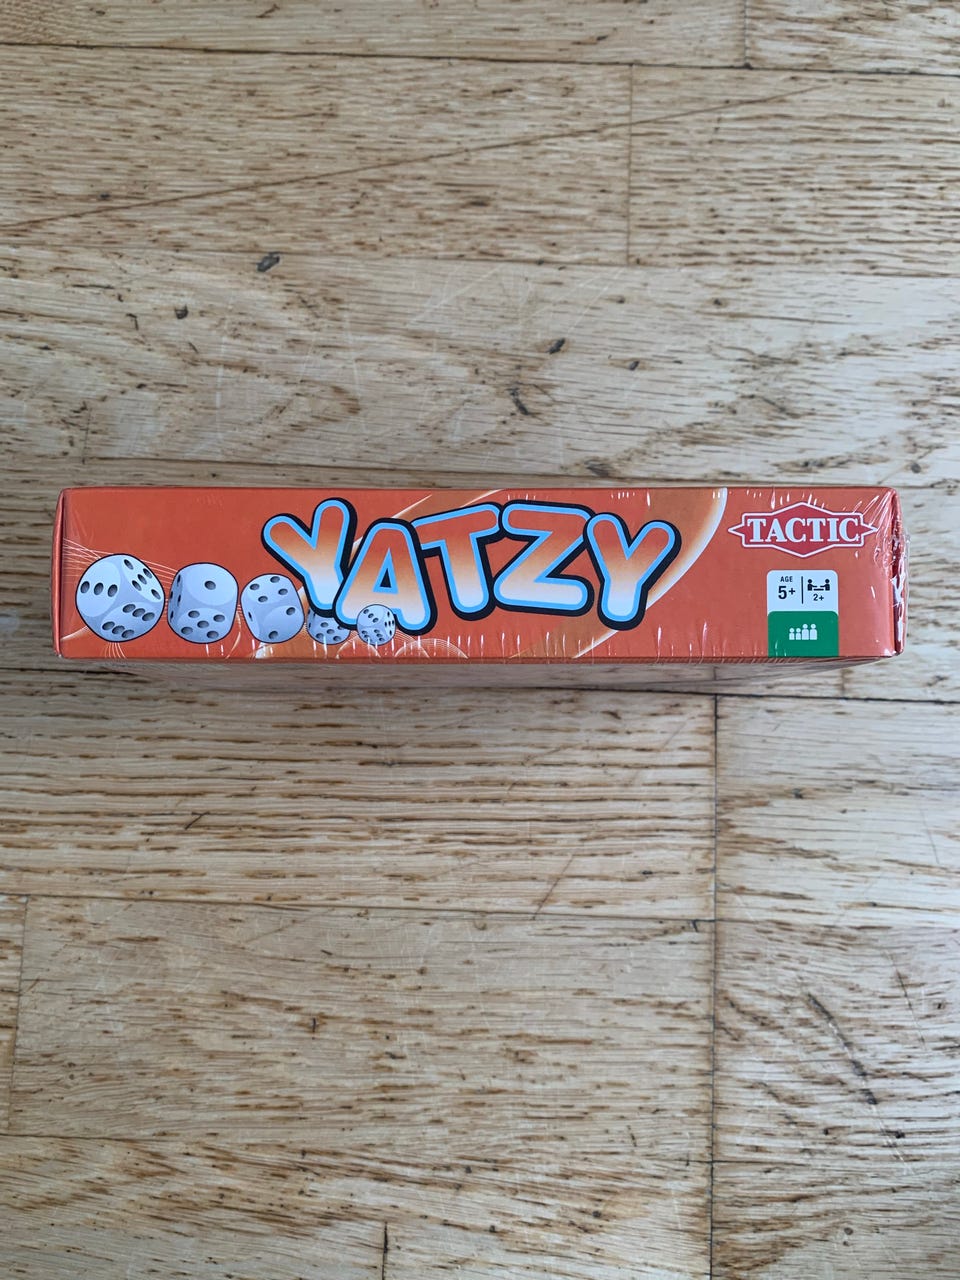 YATZY
TACTIC
AGE
5+
2+